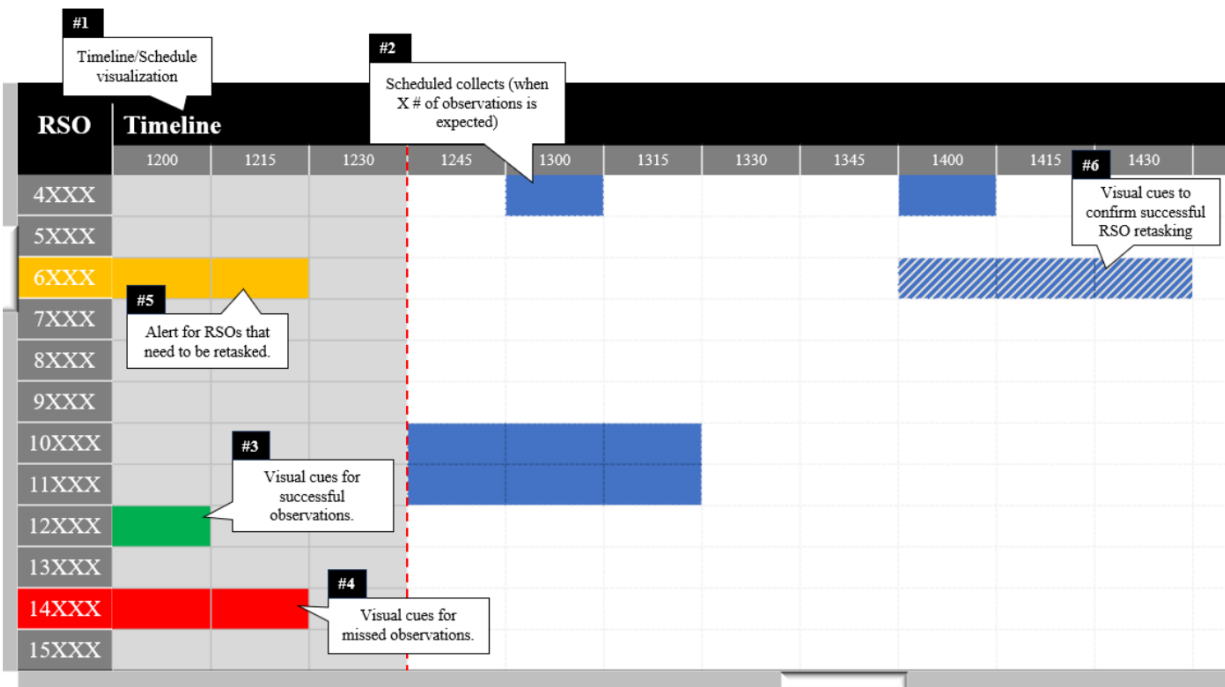 #1
Timeline/Schedule
visualization
#2
Scheduled collects (when
X # of observations is
expected)
RSO
Timeline
1200 1215 1230 1245 1300 1315 1330 1345 1400 1415 1430
#6
Visual cues to
confirm successful
RSO retasking
4XXX
5XXX
6XXX
#5
Alert for RSOs that
need to be retasked.
7XXX
8XXX
9XXX
10XXX
#3
Visual cues for
successful
observations.
11XXX
12XXX
13XXX
#4
Visual cues for
missed observations.
14XXX
15XXX